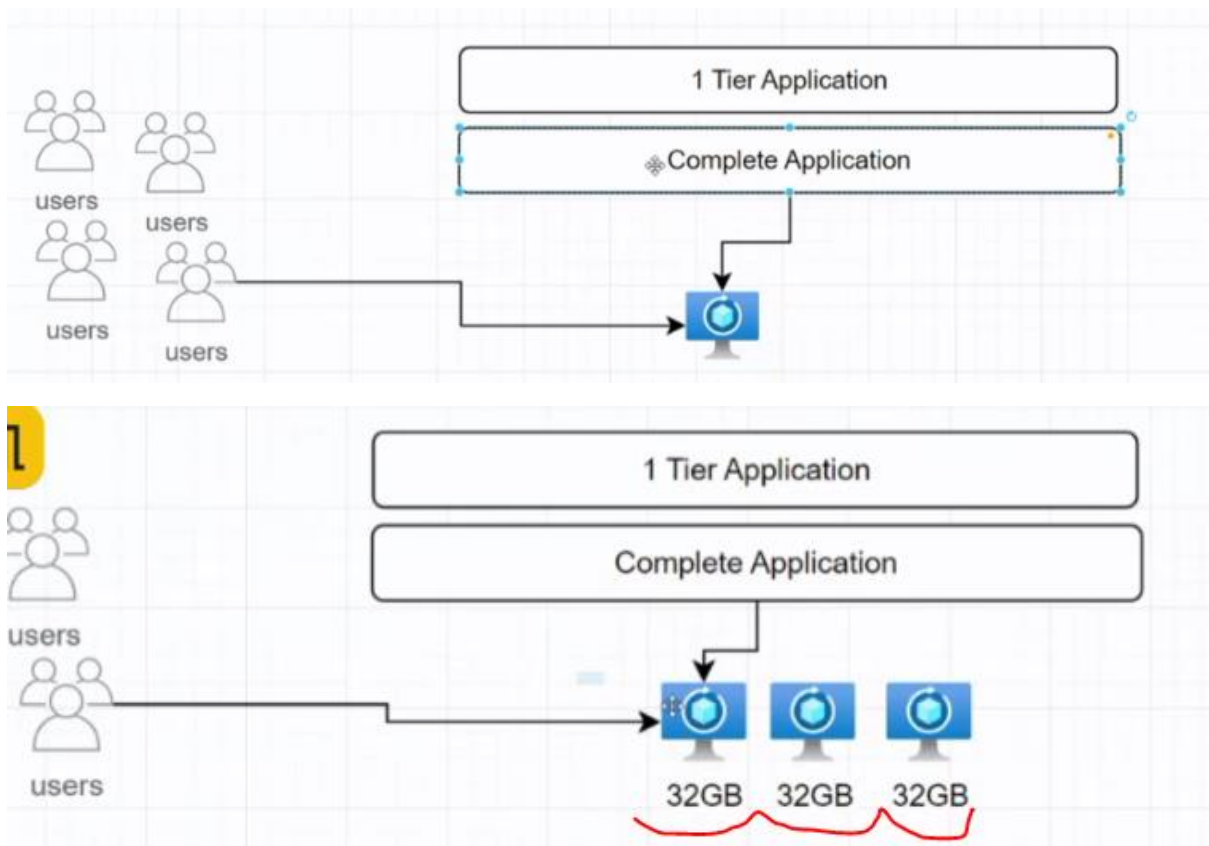 1 Tier Application
Complete Application
users
users
users
users
1 Tier Application
Complete Application
users
users
32GB 32GB 32GB